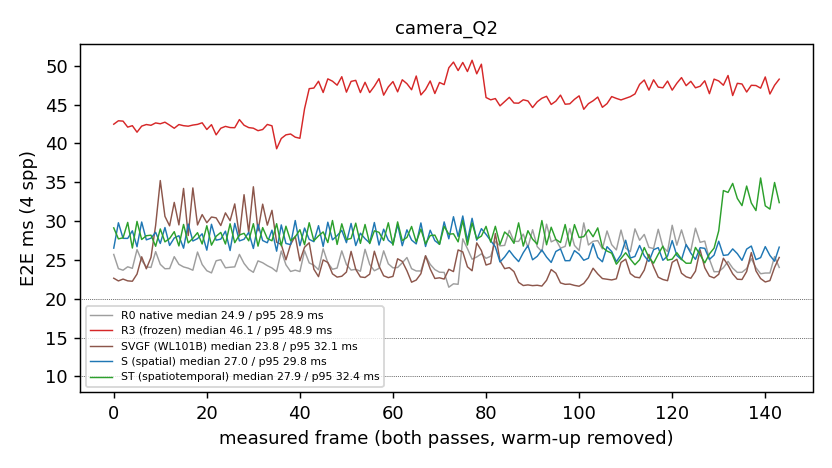 camera_Q2
E2E ms (4 spp)
50
45
40
35
30
25
20
15
10
R0 native median 24.9 / p95 28.9 ms
R3 (frozen) median 46.1 / p95 48.9 ms
SVGF (WL101B) median 23.8 / p95 32.1 ms
S (spatial) median 27.0 / p95 29.8 ms
ST (spatiotemporal) median 27.9 / p95 32.4 ms
0 20 40 60 80 100 120 140
measured frame (both passes, warm-up removed)